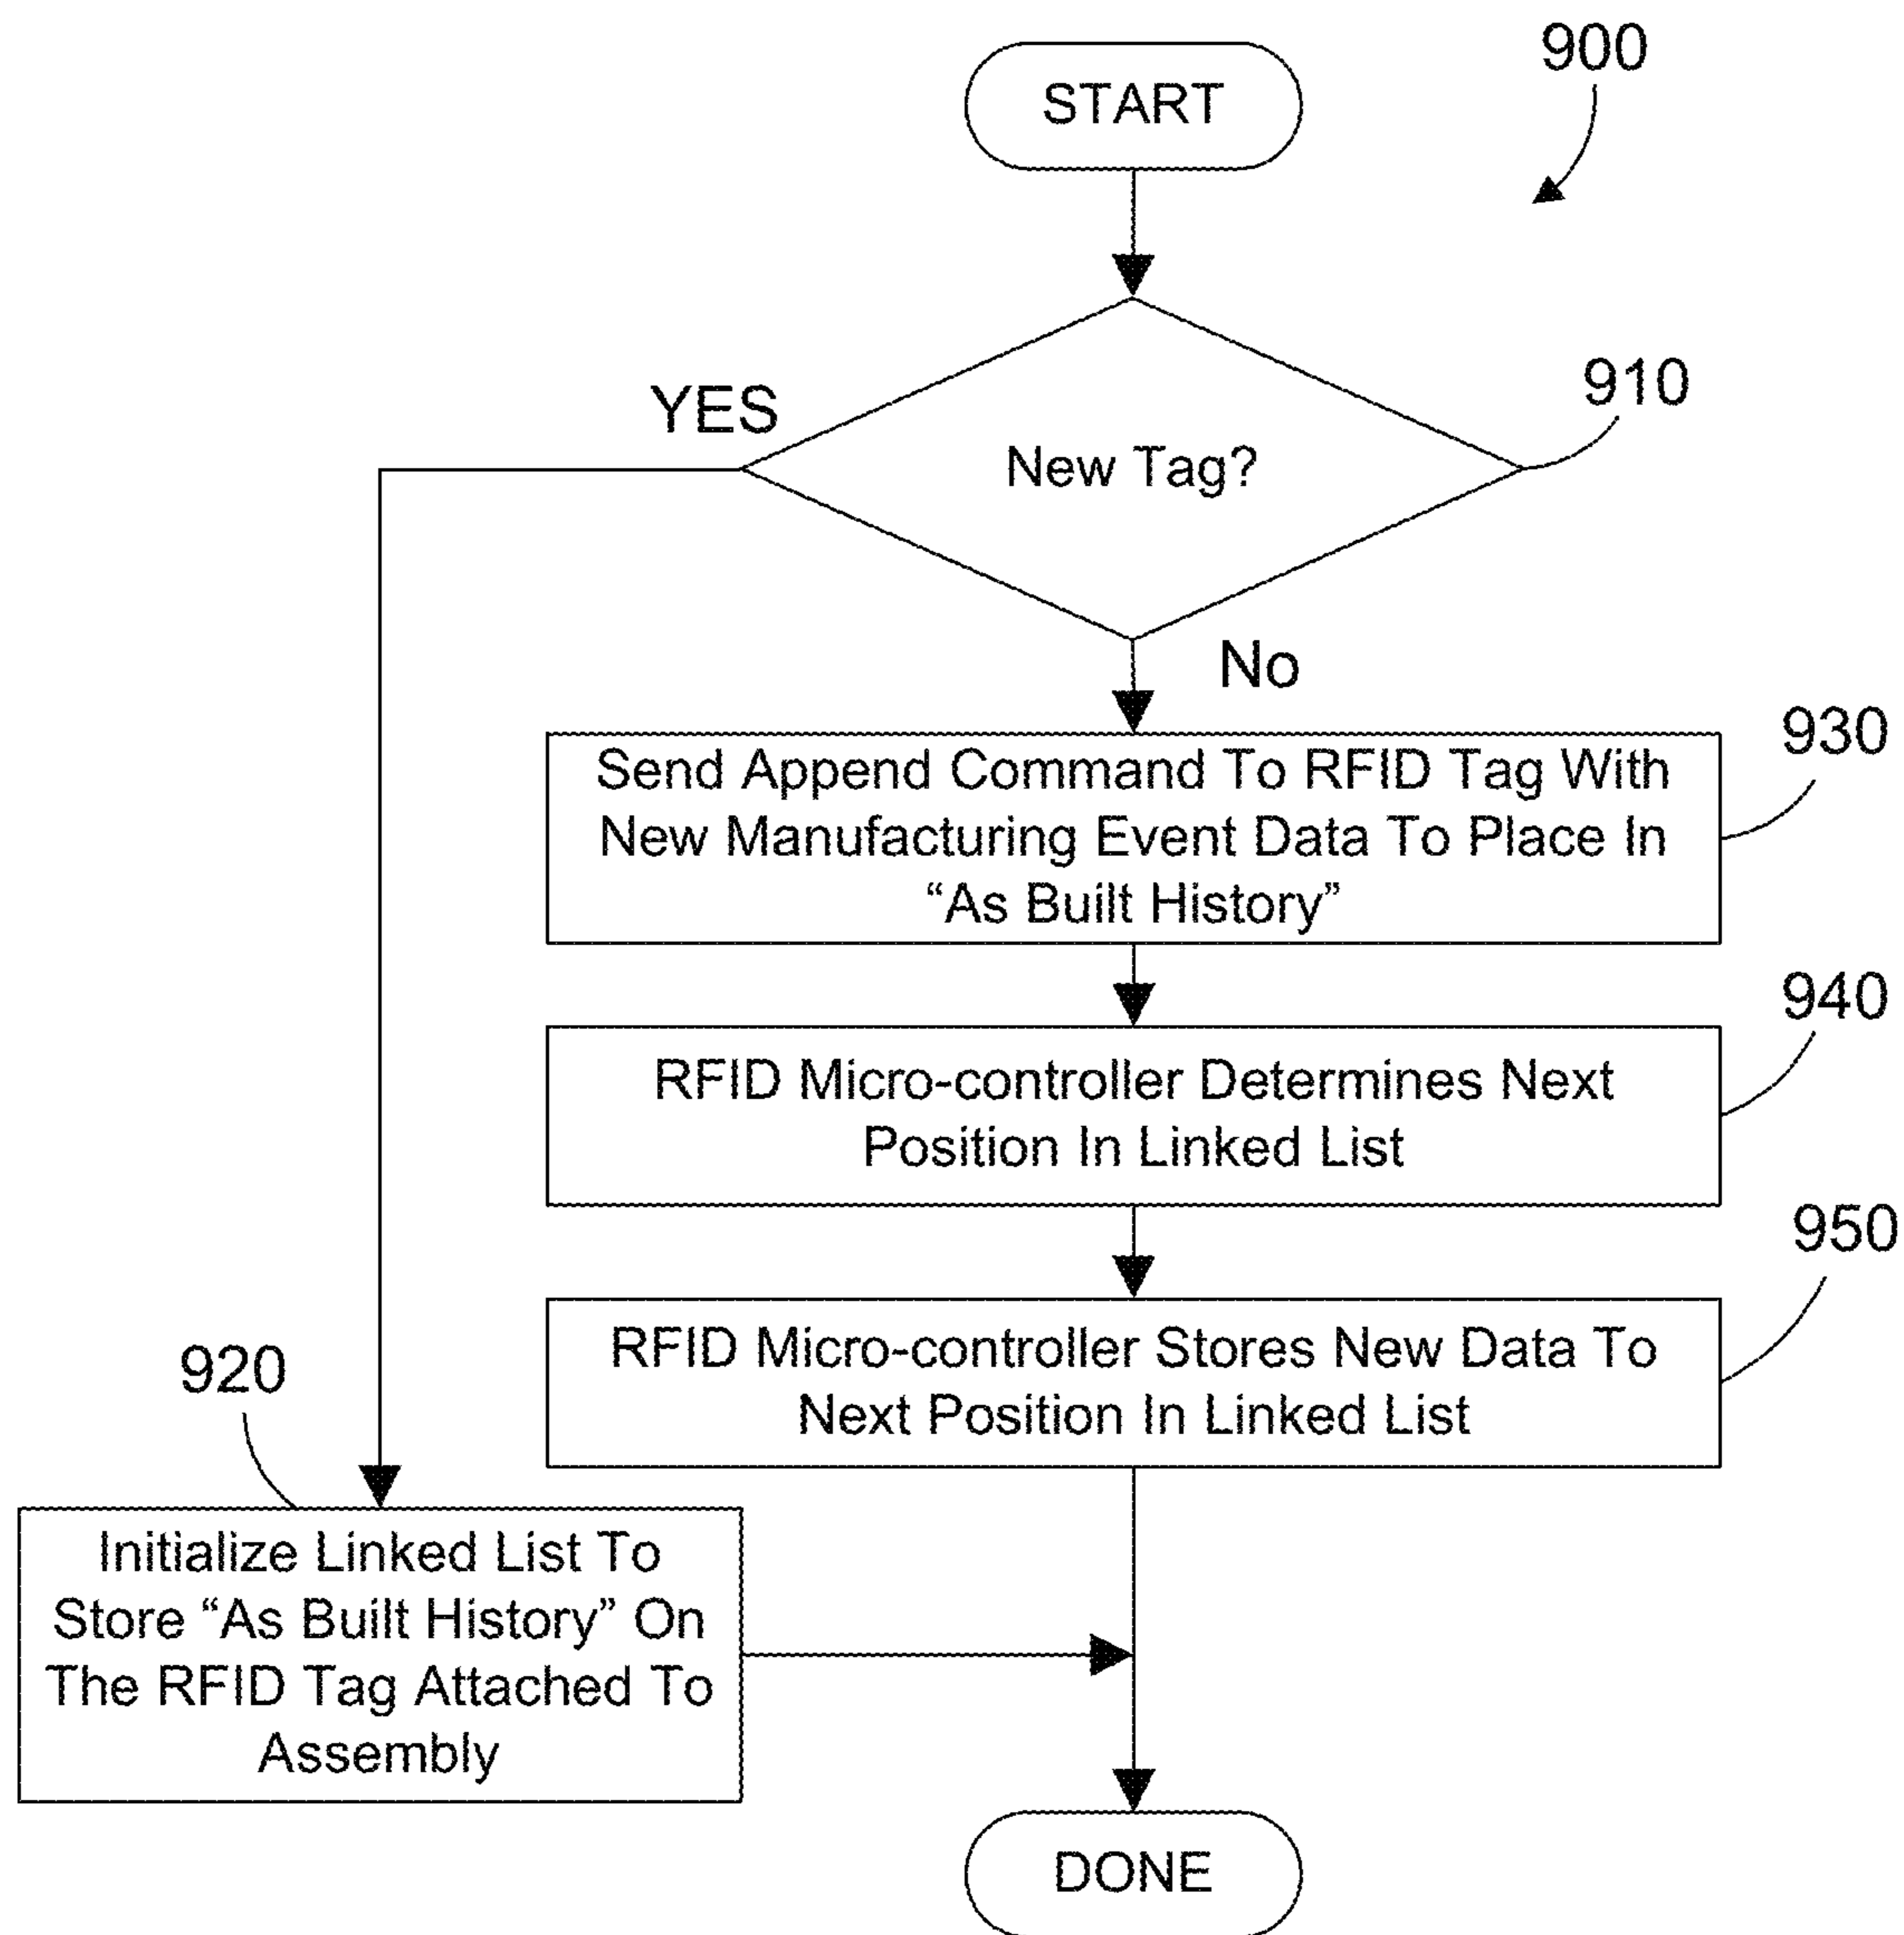 900
START
910
YES
New Tag?
No
930
Send Append Command To RFID Tag With
New Manufacturing Event Data To Place In
“As Built History”
940
RFID Micro-controller Determines Next
Position In Linked List
950
RFID Micro-controller Stores New Data To
Next Position In Linked List
920
Initialize Linked List To
Store “As Built History” On
The RFID Tag Attached To
Assembly
DONE